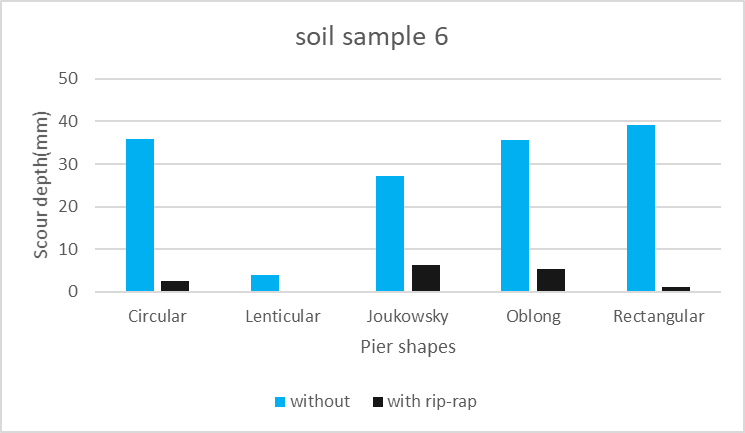 soil sample 6
Scour depth(mm)
50
40
30
20
10
0
Circular Lenticular Joukowsky Oblong Rectangular
Pier shapes
without with rip-rap